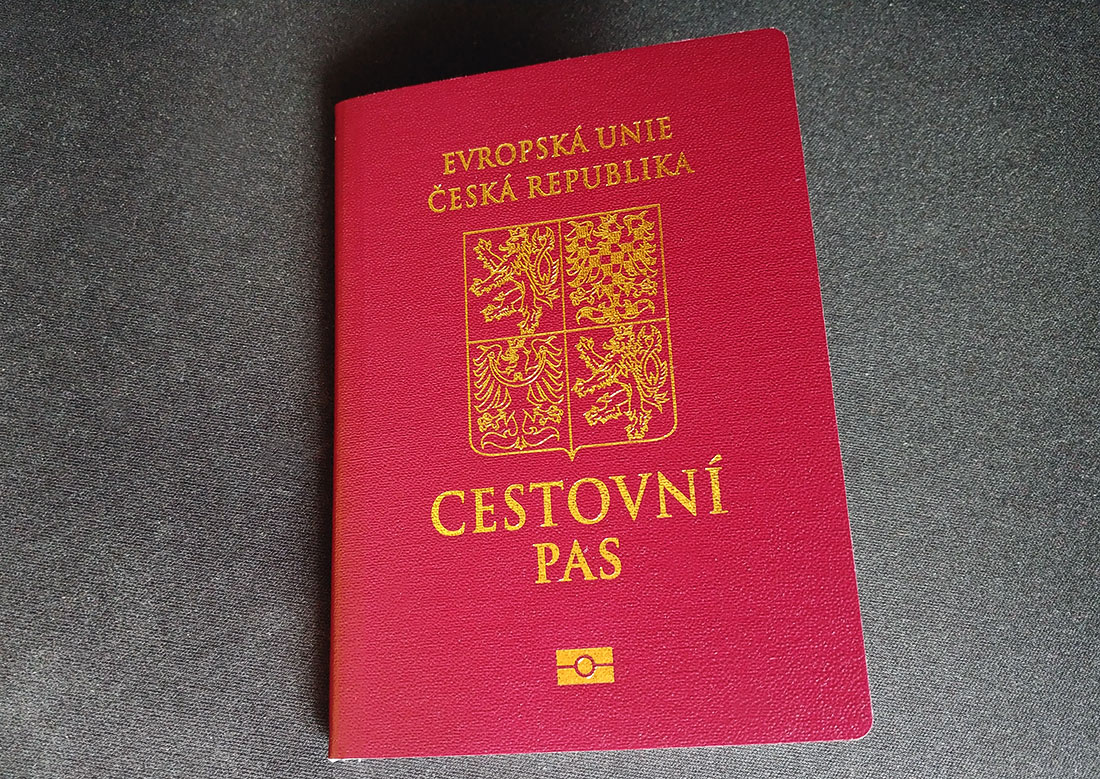 EVROPSKÁ UNIE
ČESKÁ REPUBLIKA
CESTOVNÍ
PAS